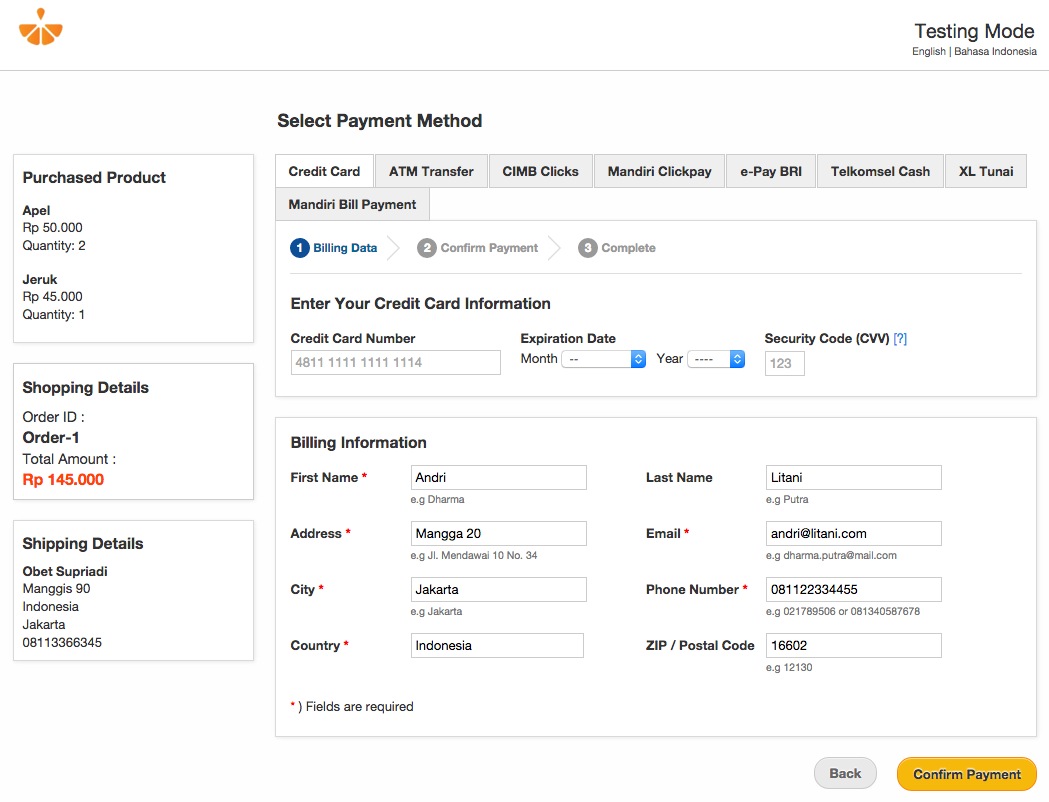 Testing Mode
English | Bahasa Indonesia
Select Payment Method
Purchased Product
Apel
Rp 50.000
Quantity: 2
Jeruk
Rp 45.000
Quantity: 1
Shopping Details
Order ID :
Order-1
Total Amount :
Rp 145.000
Shipping Details
Obet Supriadi
Manggis 90
Indonesia
Jakarta
08113366345
Credit Card ATM Transfer CIMB Clicks Mandiri Clickpay e-Pay BRI Telkomsel Cash XL Tunai
Mandiri Bill Payment
1 Billing Data 2 Confirm Payment 3 Complete
Enter Your Credit Card Information
Credit Card Number Expiration Date Security Code (CVV) [?]
4811 1111 1111 1114 Month -- Year ---- 123
Billing Information
First Name * Andri Last Name Litani
e.g Dharma e.g Putra
Address * Mangga 20 Email * andri@litani.com
e.g Jl. Mendawai 10 No. 34 e.g dharma.putra@mail.com
City * Jakarta Phone Number * 081122334455
e.g Jakarta e.g 021789506 or 081340587678
Country * Indonesia ZIP / Postal Code 16602
e.g 12130
* ) Fields are required
Back Confirm Payment